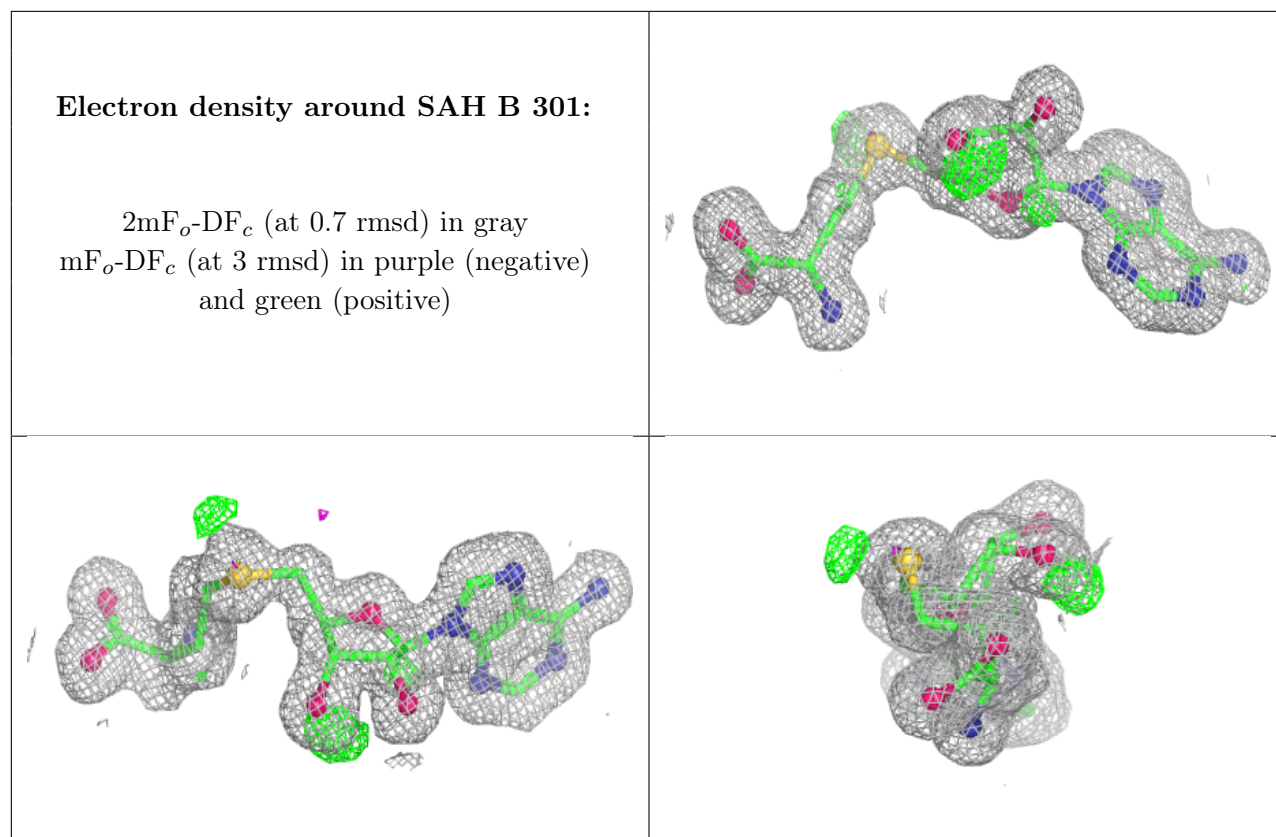 Electron density around SAH B 301:
2mFₒ-DF𝒸 (at 0.7 rmsd) in gray
mFₒ-DF𝒸 (at 3 rmsd) in purple (negative)
and green (positive)